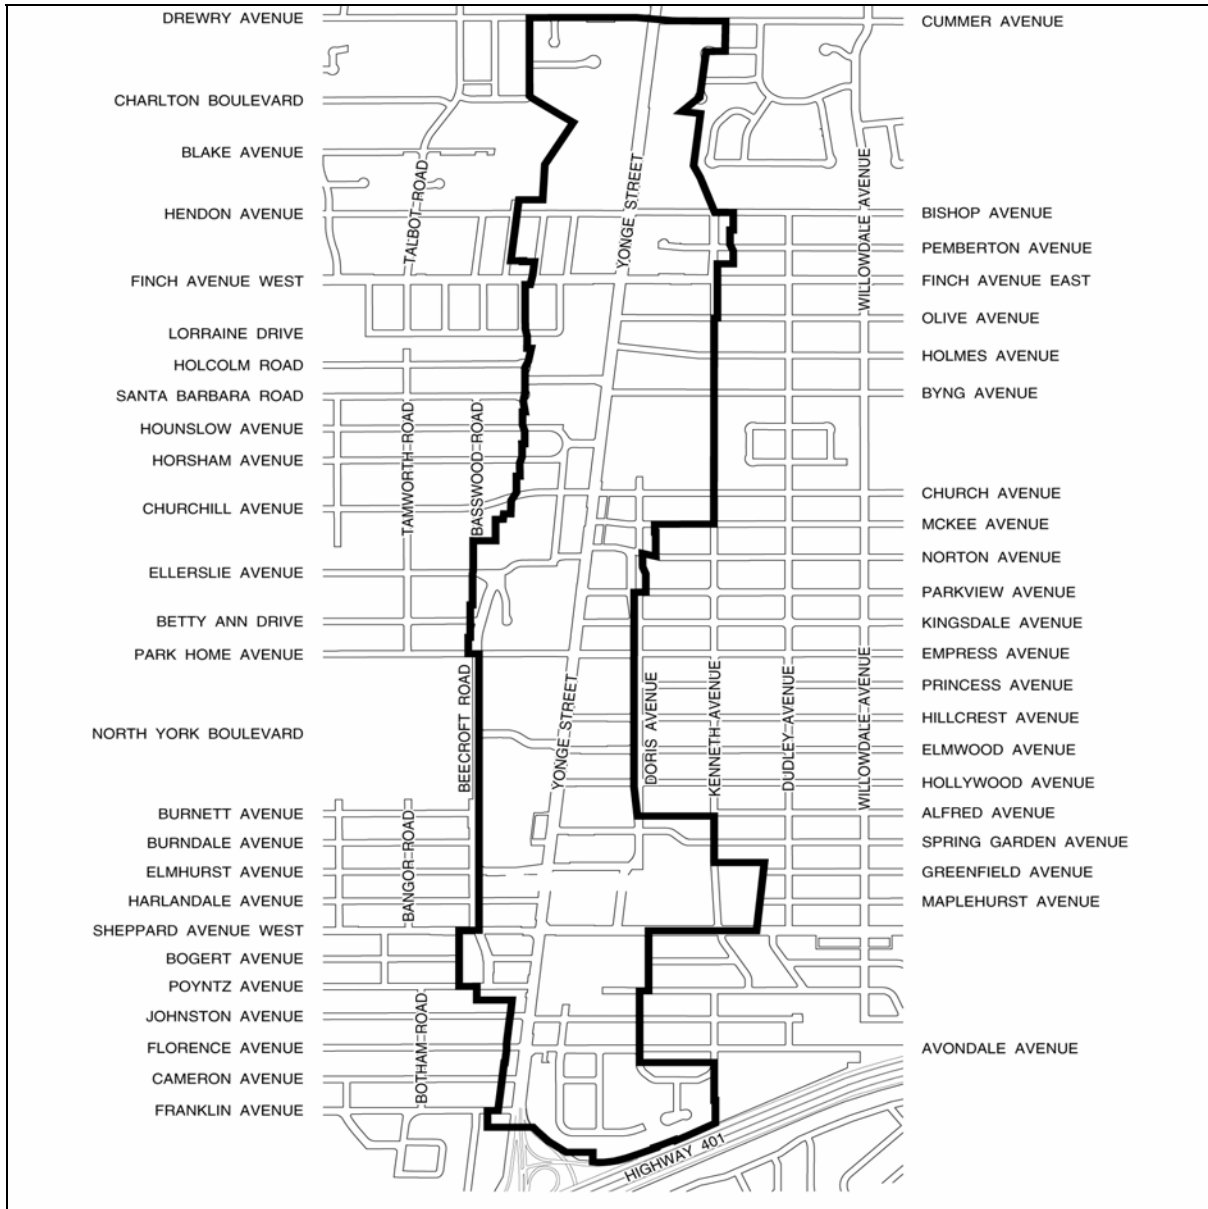 DREWRY AVENUE
CHARLTON BOULEVARD
BLAKE AVENUE
HENDON AVENUE
FINCH AVENUE WEST
LORRAINE DRIVE
HOLCOLM ROAD
SANTA BARBARA ROAD
HOUNSLOW AVENUE
HORSHAM AVENUE
CHURCHILL AVENUE
ELLERSLIE AVENUE
BETTY ANN DRIVE
PARK HOME AVENUE
NORTH YORK BOULEVARD
BURNETT AVENUE
BURNDALE AVENUE
ELMHURST AVENUE
HARLANDALE AVENUE
SHEPPARD AVENUE WEST
BOGERT AVENUE
POYNTZ AVENUE
JOHNSTON AVENUE
FLORENCE AVENUE
CAMERON AVENUE
FRANKLIN AVENUE
TALBOT ROAD
TAMWORTH ROAD
BASSWOOD ROAD
BEECROFT ROAD
BANGOR ROAD
BOTHAM ROAD
YONGE STREET
YONGE STREET
DORIS AVENUE
KENNETH AVENUE
DUDLEY AVENUE
WILLOWDALE AVENUE
WILLOWDALE AVENUE
HIGHWAY 401
CUMMER AVENUE
BISHOP AVENUE
PEMBERTON AVENUE
FINCH AVENUE EAST
OLIVE AVENUE
HOLMES AVENUE
BYNG AVENUE
CHURCH AVENUE
MCKEE AVENUE
NORTON AVENUE
PARKVIEW AVENUE
KINGSDALE AVENUE
EMPRESS AVENUE
PRINCESS AVENUE
HILLCREST AVENUE
ELMWOOD AVENUE
HOLLYWOOD AVENUE
ALFRED AVENUE
SPRING GARDEN AVENUE
GREENFIELD AVENUE
MAPLEHURST AVENUE
AVONDALE AVENUE